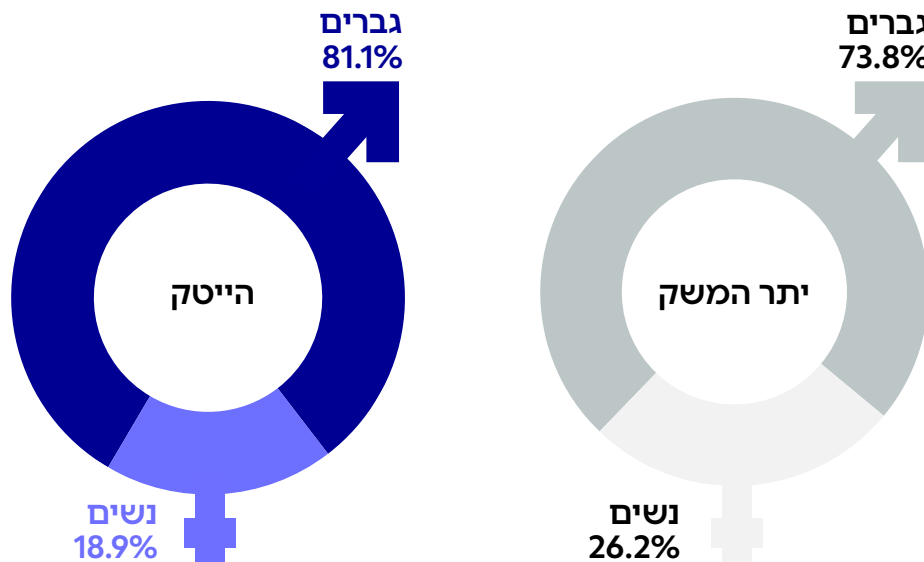 גברים
73.8%
יתר המשק
נשים
26.2%
גברים
81.1%
הייטק
נשים
18.9%